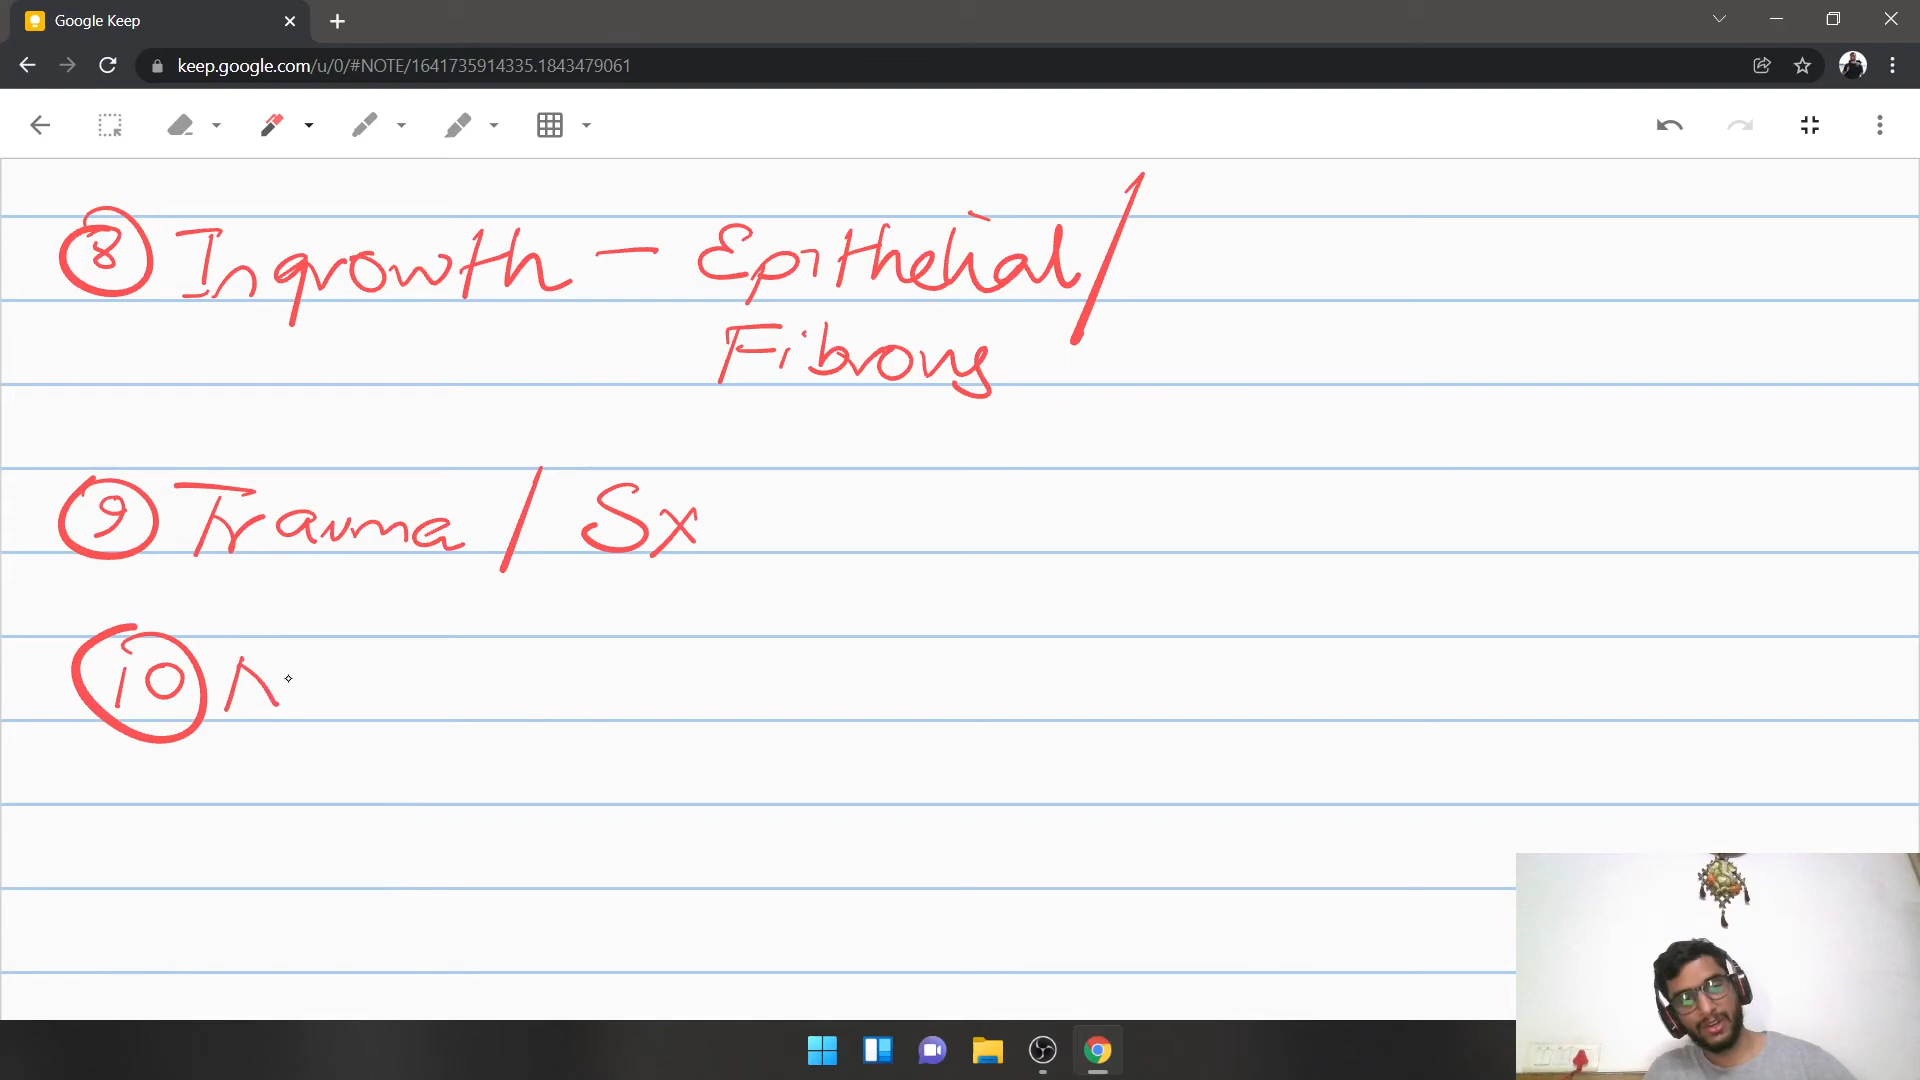 Google Keep
keep.google.com/u/0/#NOTE/1641735914335.1843479061
8 Ingrowth - Epithelial/
Fibrous
9 Trauma / Sx
10